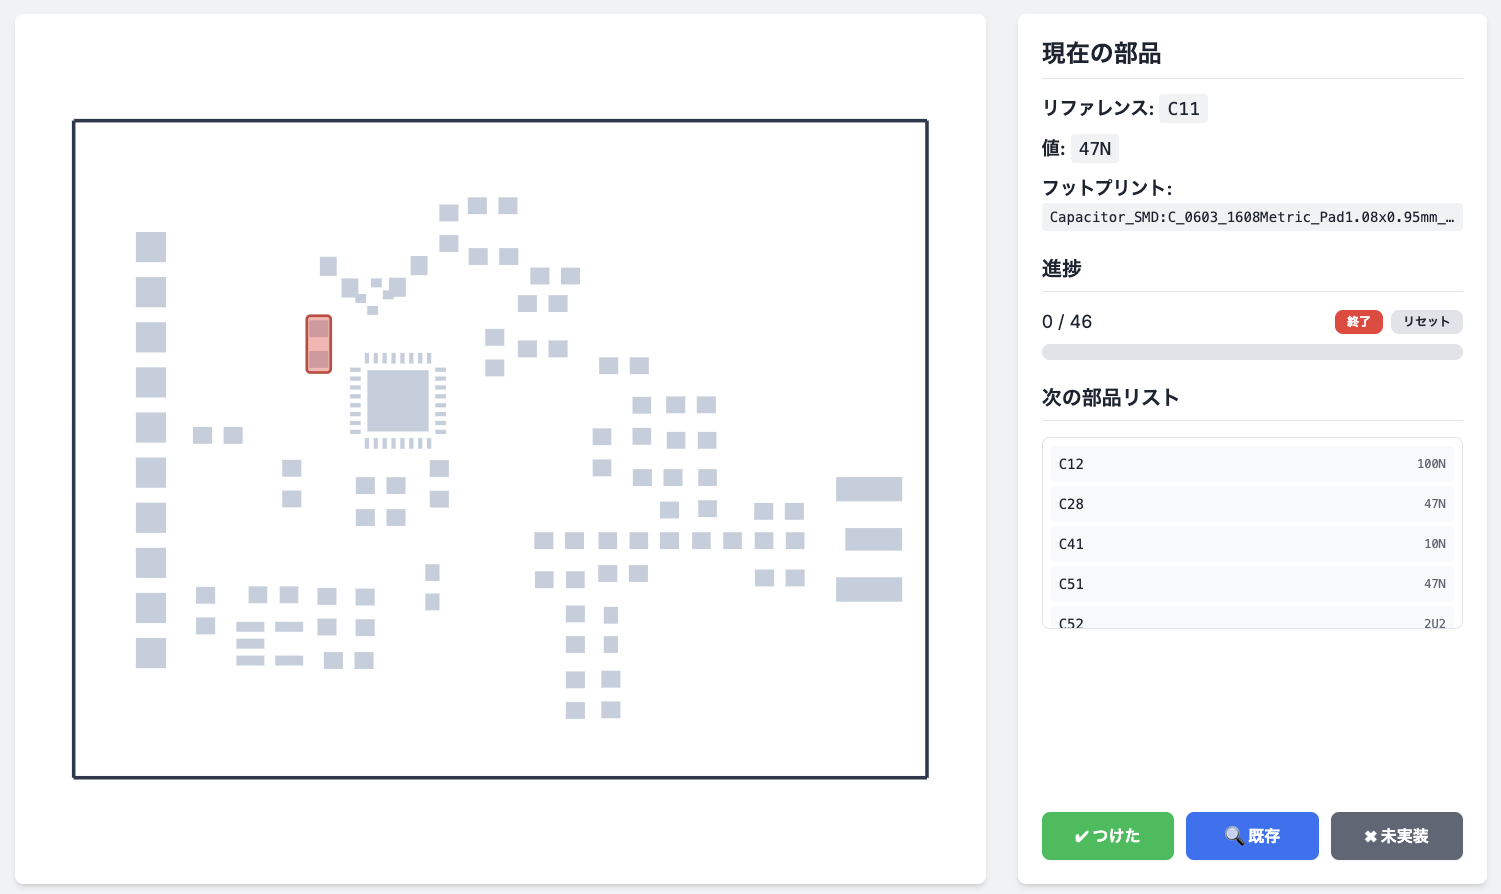 現在の部品
リファレンス: C11
値: 47N
フットプリント:
Capacitor_SMD:C_0603_1608Metric_Pad1.08x0.95mm_…
進捗
0 / 46 終了 リセット
次の部品リスト
C12 100N
C28 47N
C41 10N
C51 47N
C52 2U2
✔ つけた 🔍 既存 ✖ 未実装